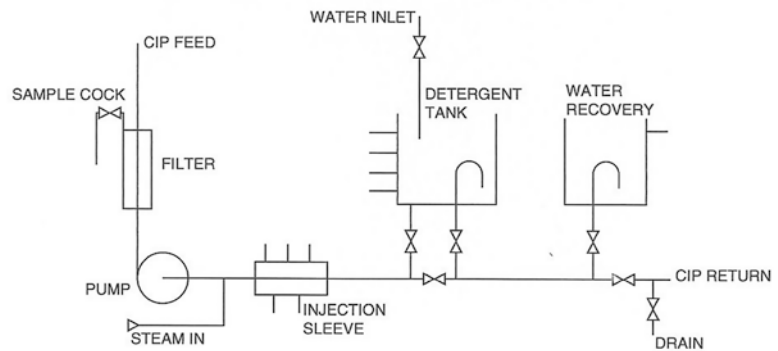 WATER INLET
CIP FEED
SAMPLE COCK
DETERGENT
TANK
WATER
RECOVERY
FILTER
PUMP
CIP RETURN
INJECTION
SLEEVE
STEAM IN
DRAIN